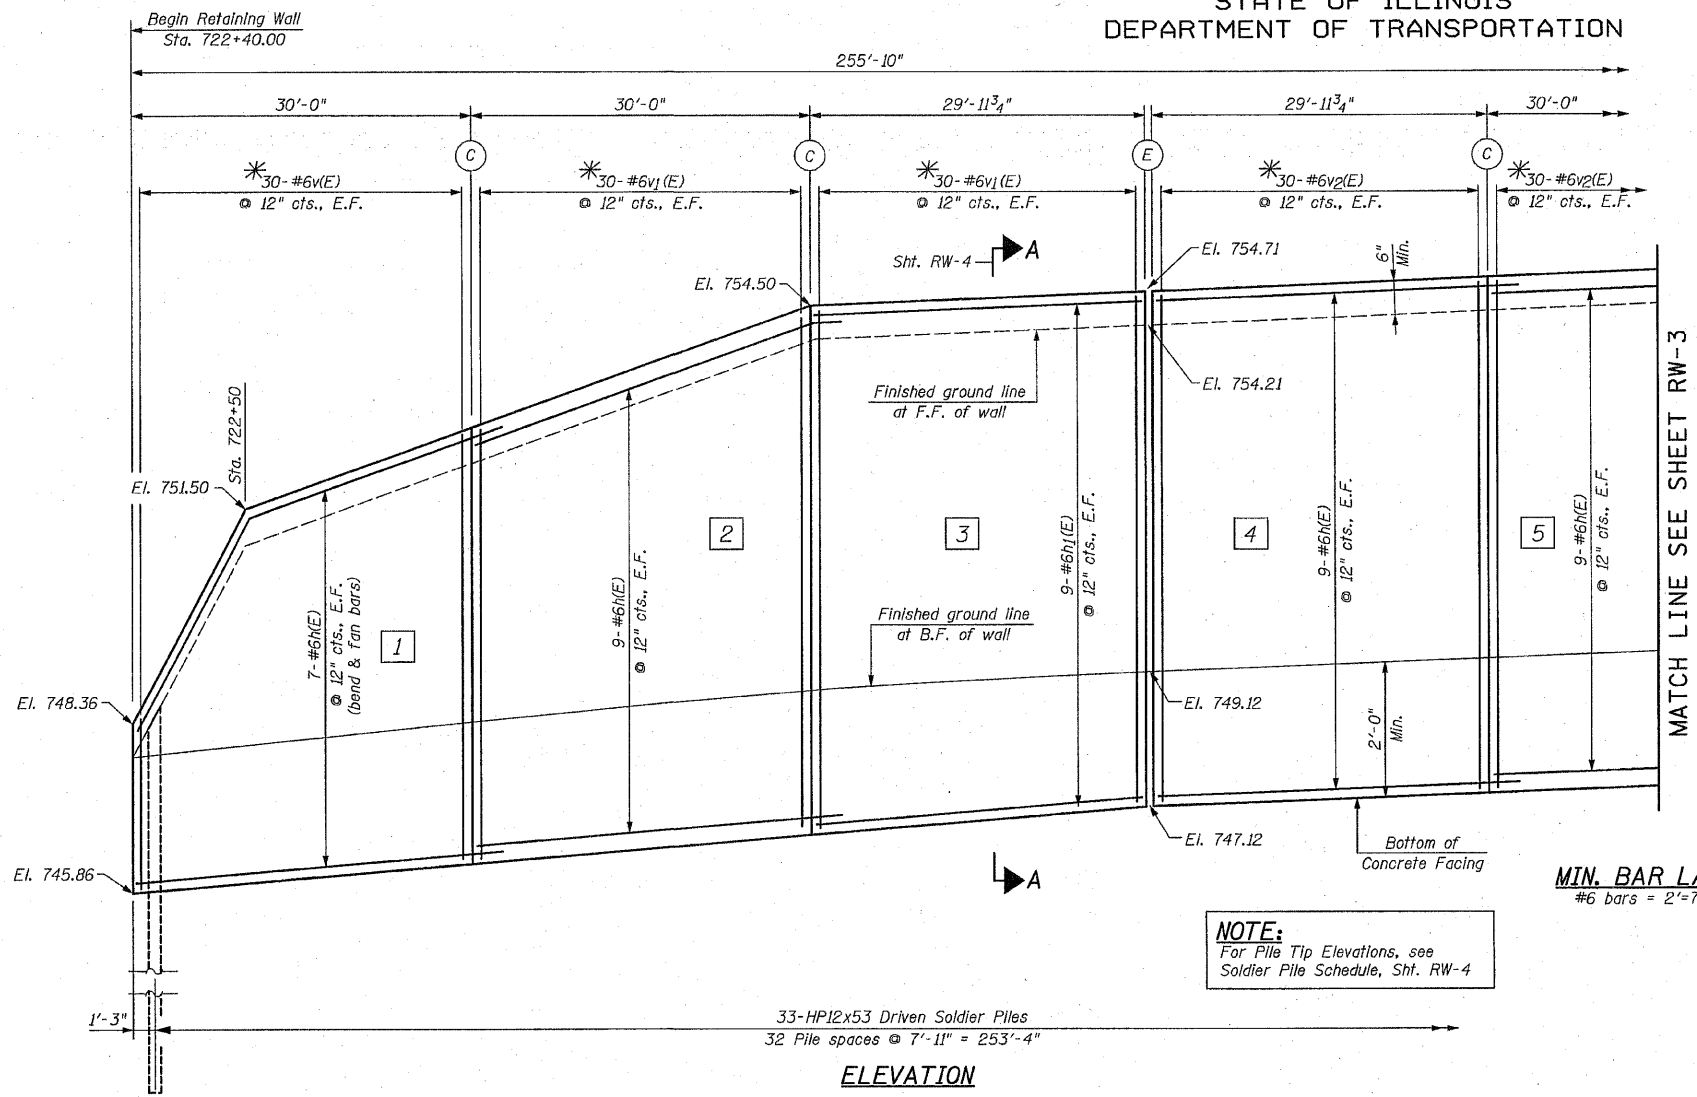 STATE OF ILLINOIS
DEPARTMENT OF TRANSPORTATION
Begin Retaining Wall
Sta. 722+40.00
255'-10"
30'-0"
30'-0"
29'-11 3/4"
29'-11 3/4"
30'-0"
C
C
E
C
*30-#6v(E)
@ 12" cts., E.F.
*30-#6v1(E)
@ 12" cts., E.F.
*30-#6v1(E)
@ 12" cts., E.F.
*30-#6v2(E)
@ 12" cts., E.F.
*30-#6v2(E)
@ 12" cts., E.F.
Sht. RW-4
A
El. 754.71
6"
Min.
El. 754.50
El. 754.21
Finished ground line
at F.F. of wall
Sta. 722+50
El. 751.50
7-#6h(E)
@ 12" cts., E.F.
(bend & fan bars)
9-#6h(E)
@ 12" cts., E.F.
9-#6h1(E)
@ 12" cts., E.F.
9-#6h(E)
@ 12" cts., E.F.
9-#6h(E)
@ 12" cts., E.F.
1
2
3
4
5
MATCH LINE SEE SHEET RW-3
Finished ground line
at B.F. of wall
El. 748.36
El. 749.12
2'-0"
Min.
El. 747.12
Bottom of
Concrete Facing
El. 745.86
A
MIN. BAR
#6 bars = 2'=7
NOTE:
For Pile Tip Elevations, see
Soldier Pile Schedule, Sht. RW-4
1'-3"
33-HP12x53 Driven Soldier Piles
32 Pile spaces @ 7'-11" = 253'-4"
ELEVATION